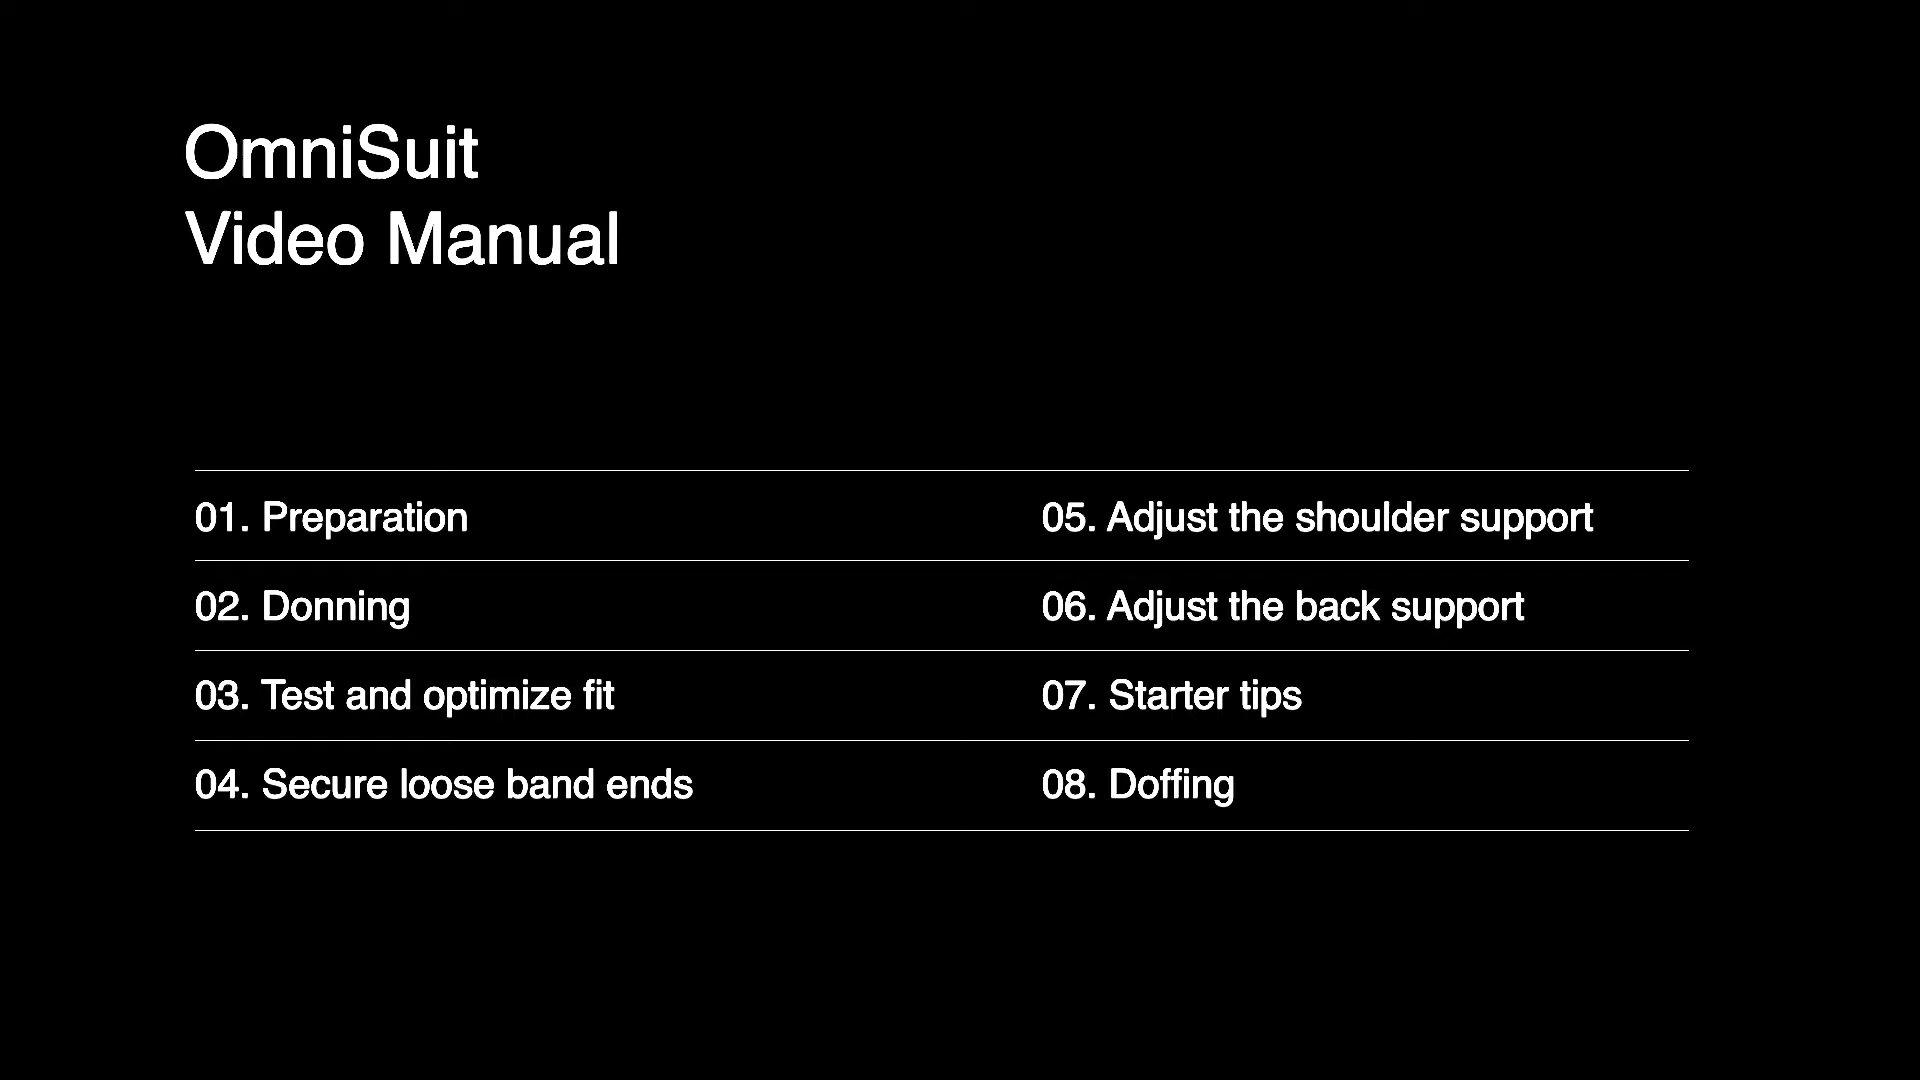 OmniSuit
Video Manual
01. Preparation
02. Donning
03. Test and optimize fit
04. Secure loose band ends
05. Adjust the shoulder support
06. Adjust the back support
07. Starter tips
08. Doffing